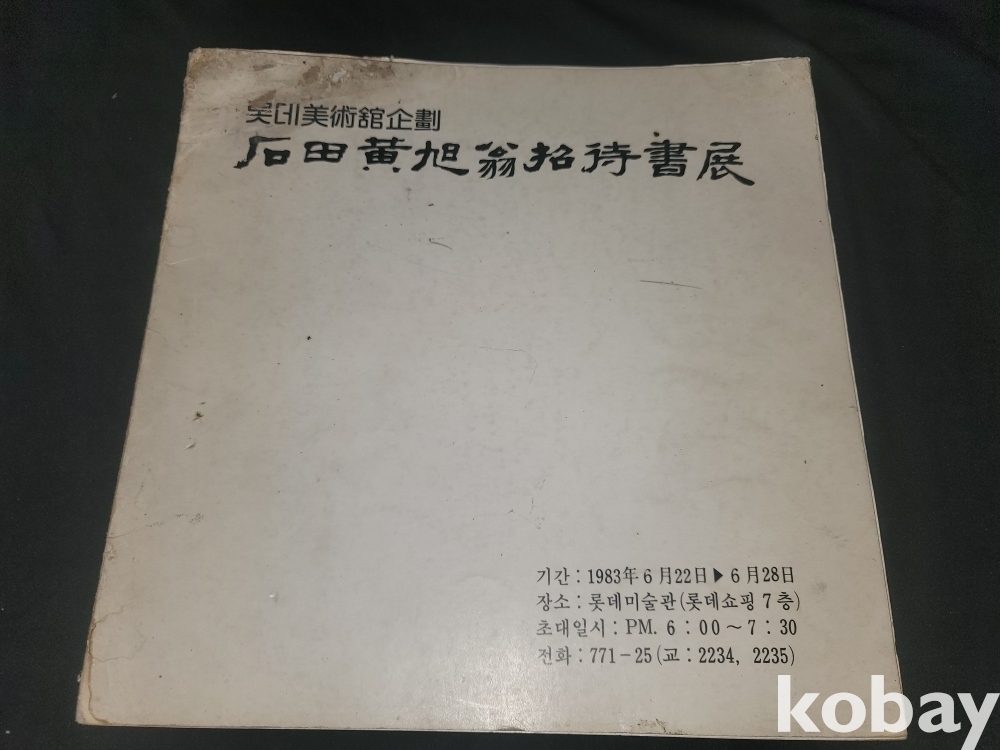 롯데美術舘企劃
石田黃旭翁招待書展
기간 : 1983年 6月22日▶6月28日
장소 : 롯데미술관(롯데쇼핑 7층)
초대일시 : PM. 6 : 00～7 : 30
전화 : 771-25(교 : 2234, 2235)
kobay